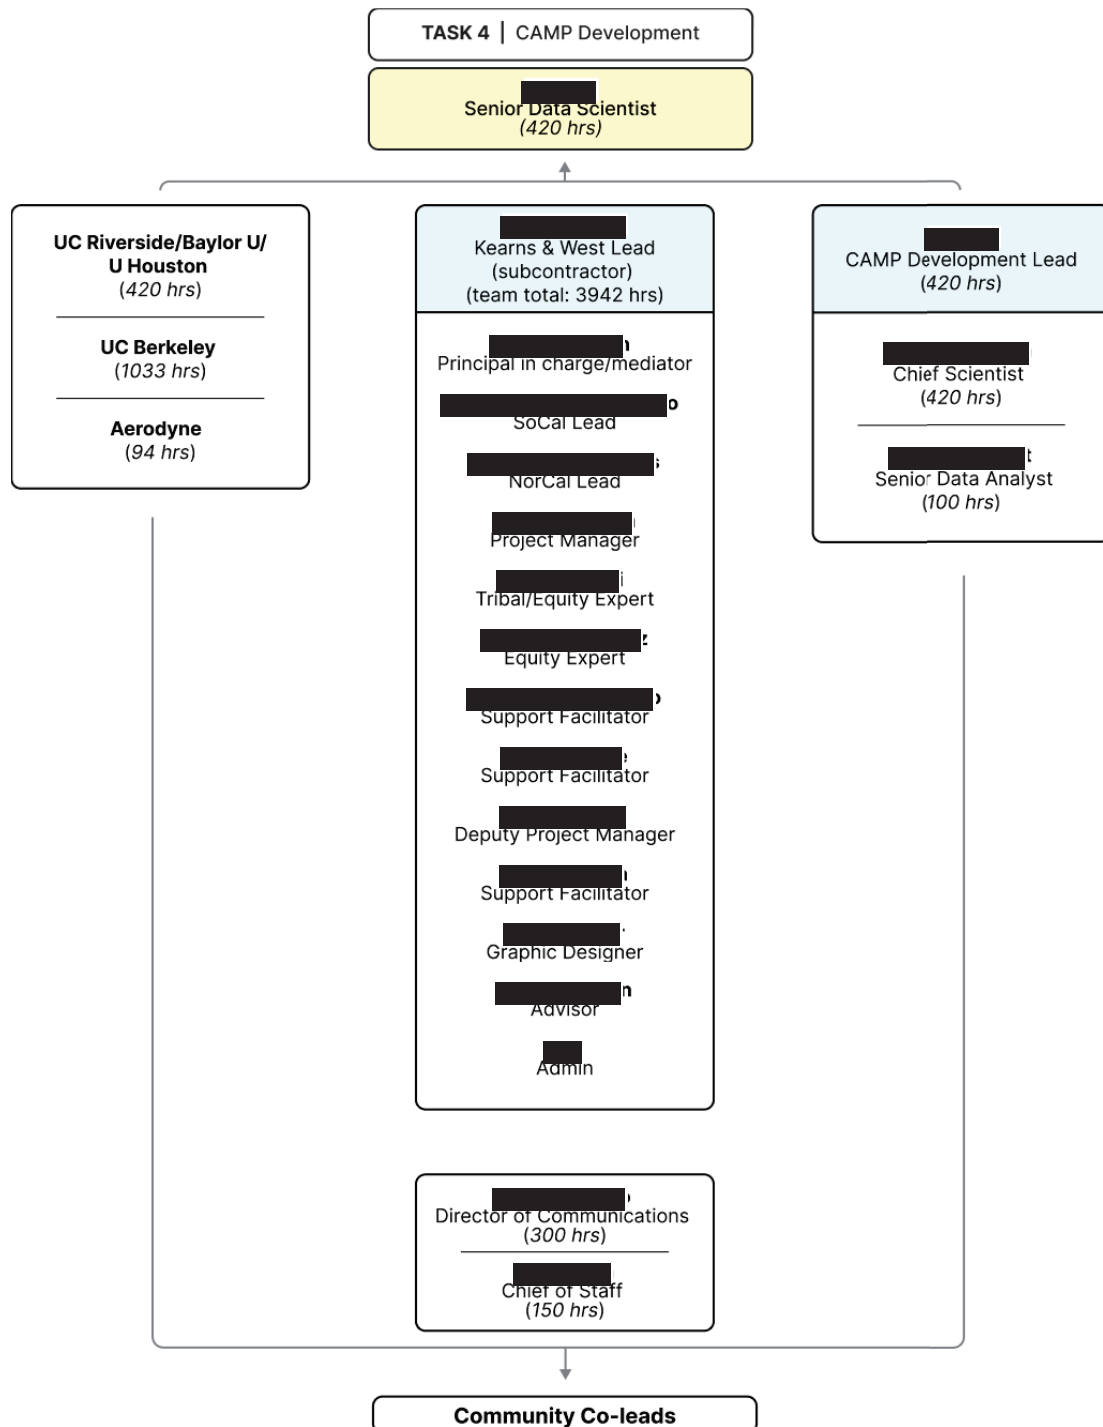 TASK 4 | CAMP Development
Senior Data Scientist
(420 hrs)
UC Riverside/Baylor U/
U Houston
(420 hrs)
UC Berkeley
(1033 hrs)
Aerodyne
(94 hrs)
Kearns & West Lead
(subcontractor)
(team total: 3942 hrs)
Principal in charge/mediator
SoCal Lead
NorCal Lead
Project Manager
Tribal/Equity Expert
Equity Expert
Support Facilitator
Support Facilitator
Deputy Project Manager
Support Facilitator
Graphic Designer
Advisor
Admin
CAMP Development Lead
(420 hrs)
Chief Scientist
(420 hrs)
Senior Data Analyst
(100 hrs)
Director of Communications
(300 hrs)
Chief of Staff
(150 hrs)
Community Co-leads